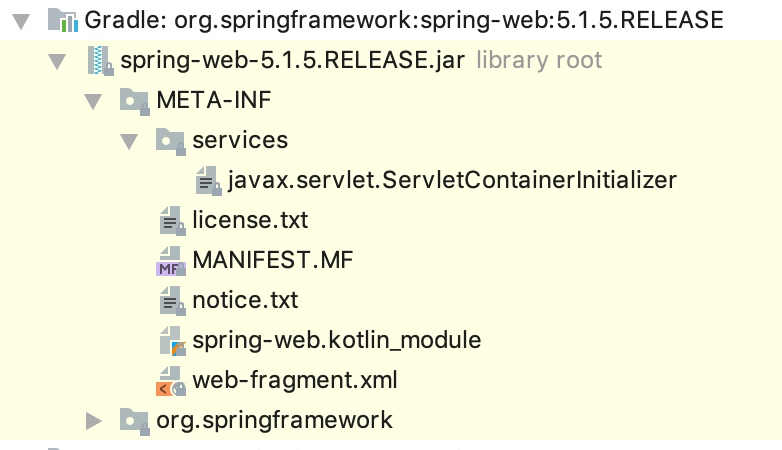 Gradle: org.springframework:spring-web:5.1.5.RELEASE
spring-web-5.1.5.RELEASE.jar library root
META-INF
services
javax.servlet.ServletContainerInitializer
license.txt
MF MANIFEST.MF
notice.txt
spring-web.kotlin_module
web-fragment.xml
org.springframework